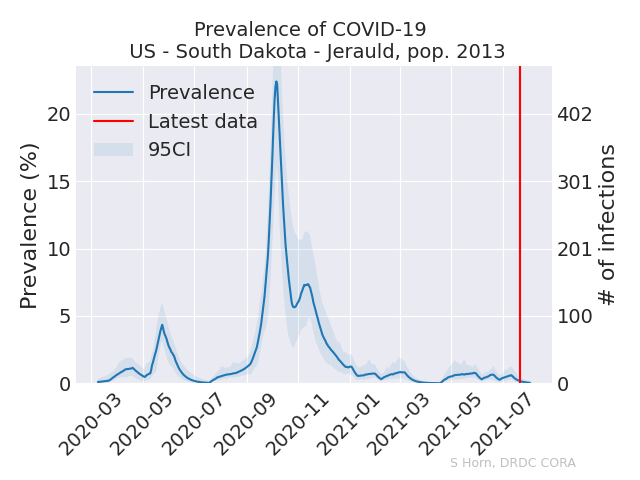 Prevalence of COVID-19
US - South Dakota - Jerauld, pop. 2013
Prevalence
Latest data
95CI
Prevalence (%)
20
15
10
5
0
402
301
201
100
0
# of infections
2020-03
2020-05
2020-07
2020-09
2020-11
2021-01
2021-03
2021-05
2021-07
S Horn, DRDC CORA